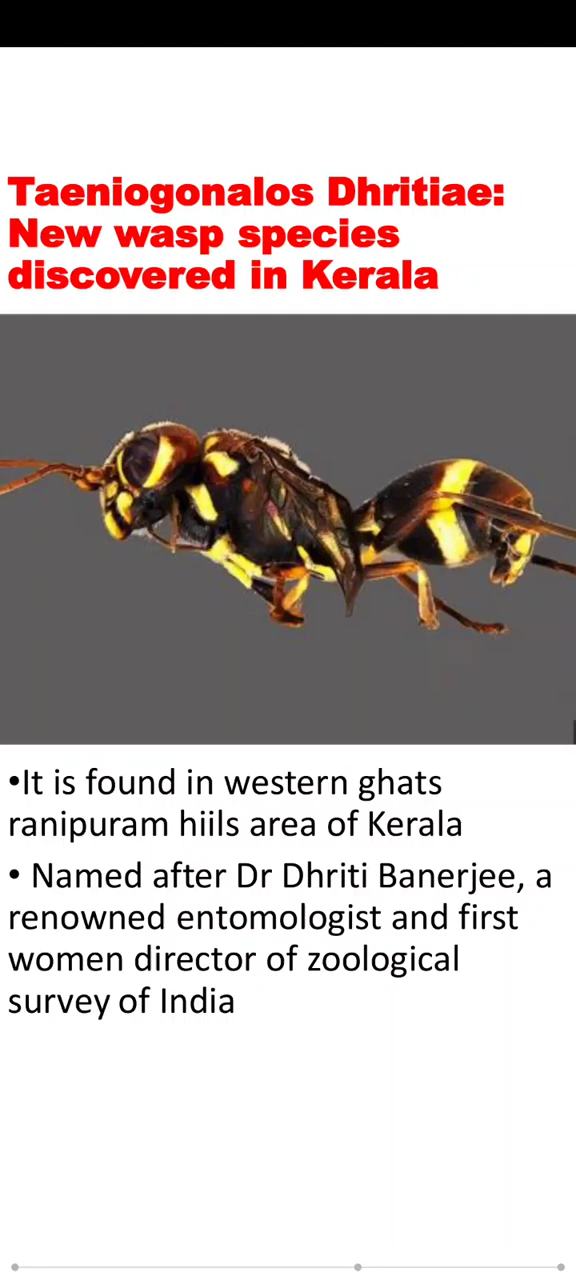 Taeniogonalos Dhritiae:
New wasp species
discovered in Kerala
•It is found in western ghats
ranipuram hiils area of Kerala
• Named after Dr Dhriti Banerjee, a
renowned entomologist and first
women director of zoological
survey of India